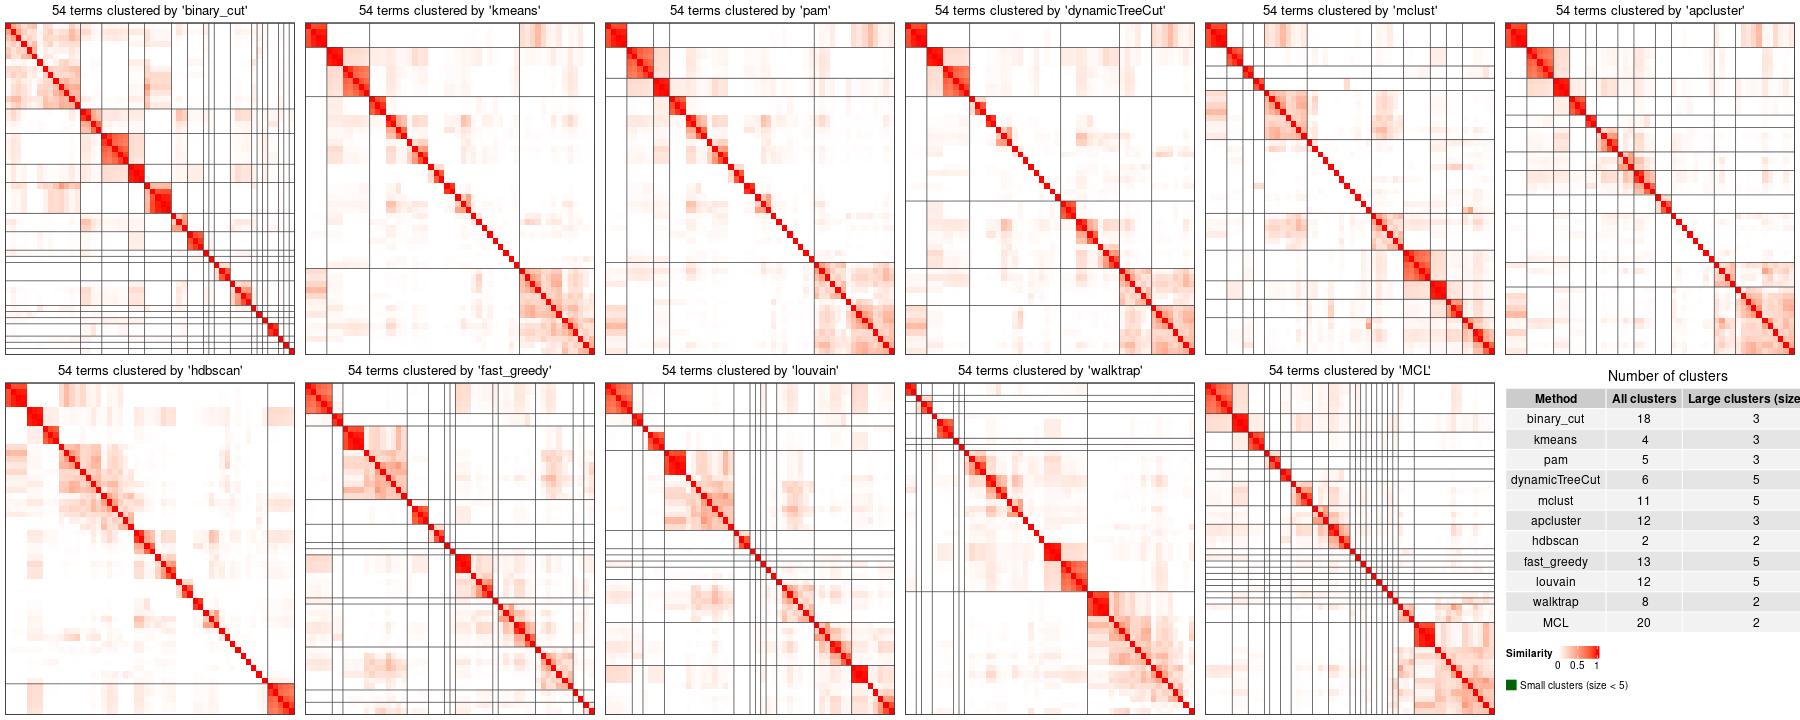 54 terms clustered by 'binary_cut'
54 terms clustered by 'kmeans'
54 terms clustered by 'pam'
54 terms clustered by 'dynamicTreeCut'
54 terms clustered by 'mclust'
54 terms clustered by 'apcluster'
54 terms clustered by 'hdbscan'
54 terms clustered by 'fast_greedy'
54 terms clustered by 'louvain'
54 terms clustered by 'walktrap'
54 terms clustered by 'MCL'
Number of clusters
Method All clusters Large clusters (size
binary_cut 18 3
kmeans 4 3
pam 5 3
dynamicTreeCut 6 5
mclust 11 5
apcluster 12 3
hdbscan 2 2
fast_greedy 13 5
louvain 12 5
walktrap 8 2
MCL 20 2
Similarity
0 0.5 1
Small clusters (size < 5)